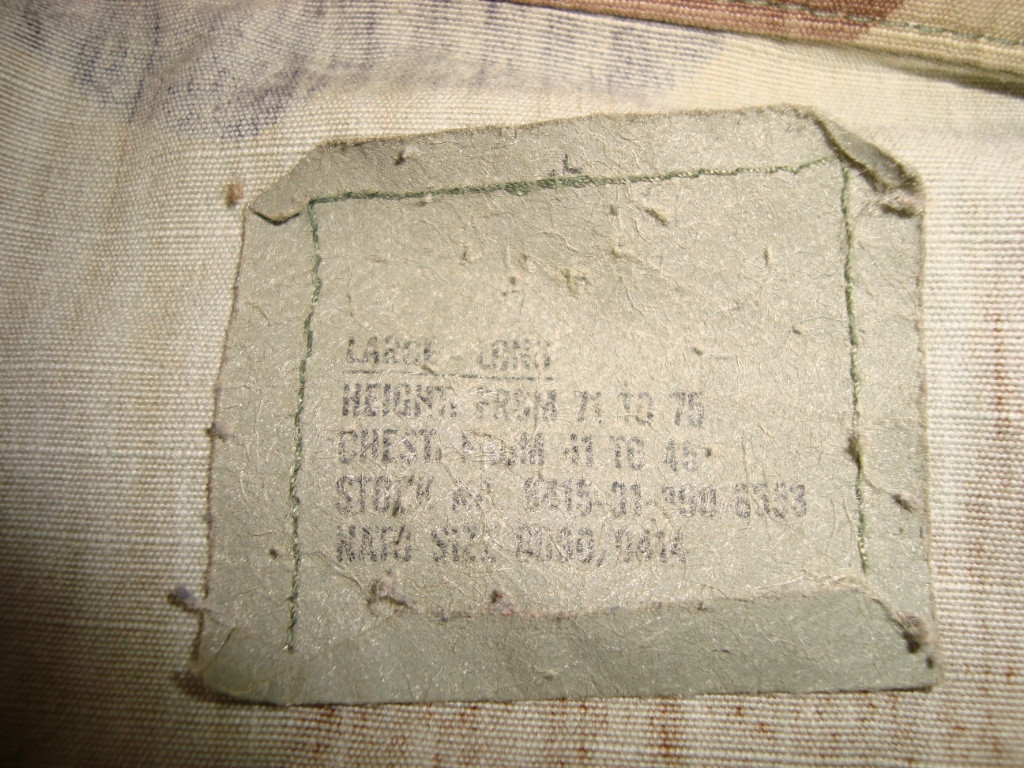 LARGE - LONG
HEIGHT: FROM 71 TO 75
CHEST: FROM 41 TO 45
STOCK NO.
NATO SIZE